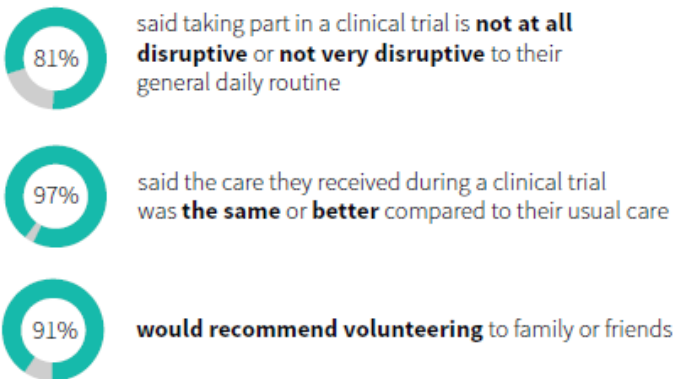 81%
said taking part in a clinical trial is not at all
disruptive or not very disruptive to their
general daily routine
97%
said the care they received during a clinical trial
was the same or better compared to their usual care
91%
would recommend volunteering to family or friends